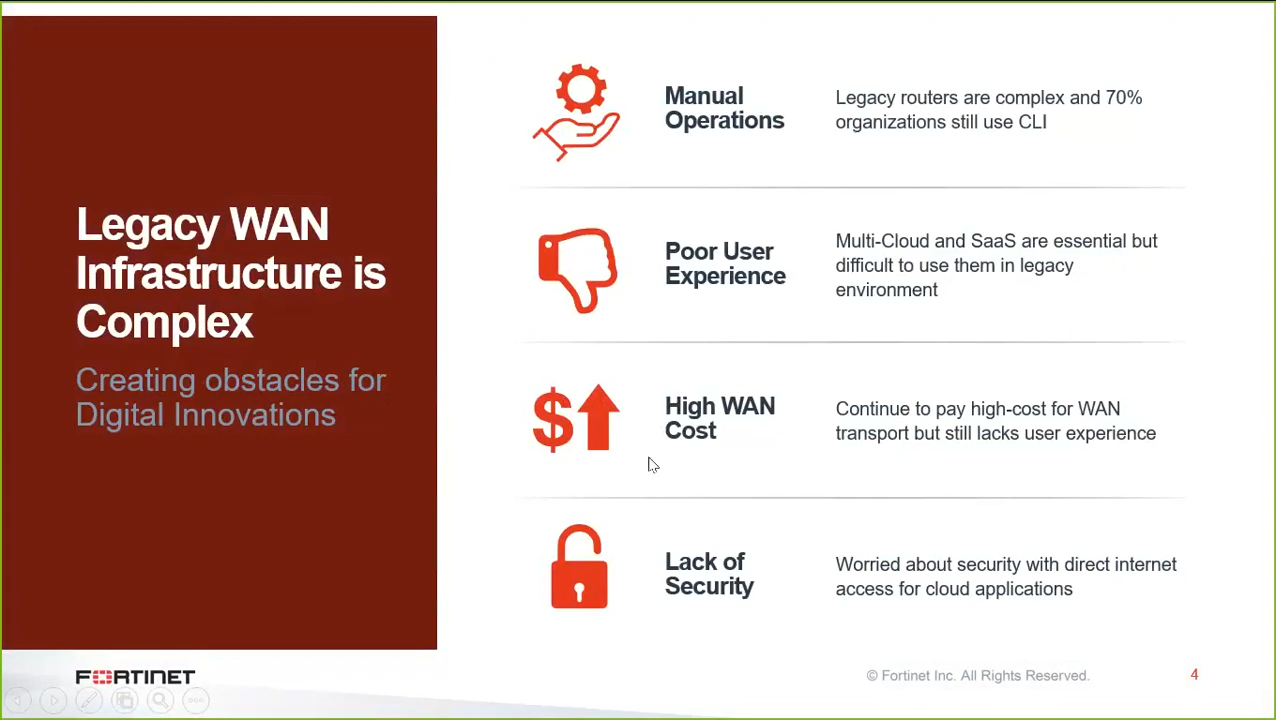 Legacy WAN
Infrastructure is
Complex
Creating obstacles for
Digital Innovations
Manual
Operations
Legacy routers are complex and 70%
organizations still use CLI
Poor User
Experience
Multi-Cloud and SaaS are essential but
difficult to use them in legacy
environment
$
High WAN
Cost
Continue to pay high-cost for WAN
transport but still lacks user experience
Lack of
Security
Worried about security with direct internet
access for cloud applications
FORTINET
© Fortinet Inc. All Rights Reserved.
4